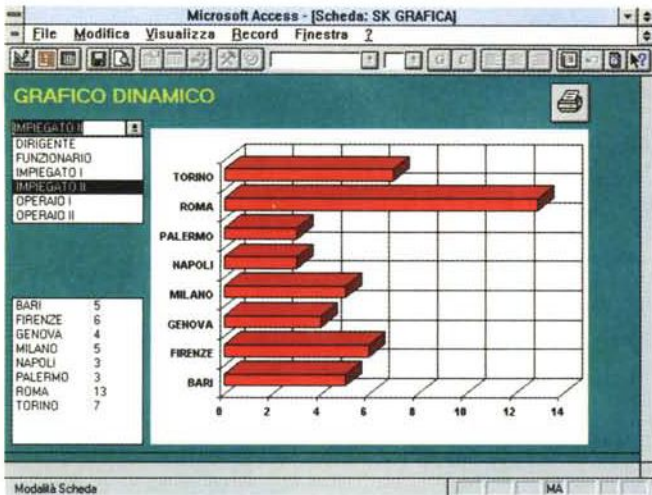 Microsoft Access - [Scheda: SK GRAFICA]
File Modifica Visualizza Record Finestra ?
G C
GRAFICO DINAMICO
IMPIEGATO II
DIRIGENTE
FUNZIONARIO
IMPIEGATO I
IMPIEGATO II
OPERAIO I
OPERAIO II
BARI 5
FIRENZE 6
GENOVA 4
MILANO 5
NAPOLI 3
PALERMO 3
ROMA 13
TORINO 7
TORINO
ROMA
PALERMO
NAPOLI
MILANO
GENOVA
FIRENZE
BARI
0 2 4 6 8 10 12 14
Modalità Scheda
MA